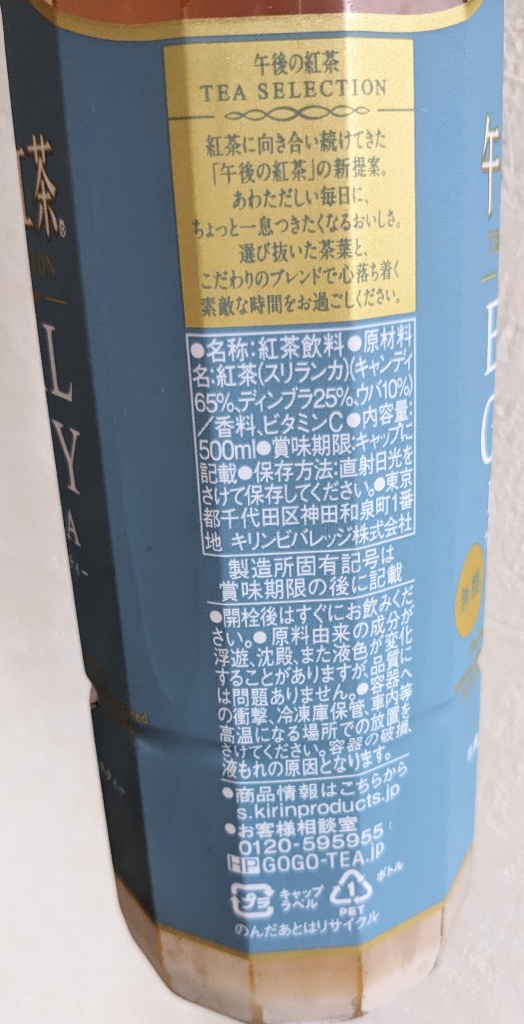 午後の紅茶
TEA SELECTION
紅茶に向き合い続けてきた
「午後の紅茶」の新提案。
あわただしい毎日に、
ちょっと一息つきたくなるおいしさ。
選び抜いた茶葉と、
こだわりのブレンドで心落ち着く
素敵な時間をお過ごしください。
●名称:紅茶飲料●原材料
名:紅茶(スリランカ)(キャンディ
65%、ディンブラ25%、ウバ10%)
/香料、ビタミンC●内容量:
500ml●賞味期限:キャップに
記載●保存方法:直射日光を
さけて保存してください。●東京
都千代田区神田和泉町1番
地 キリンビバレッジ株式会社
製造所固有記号は
賞味期限の後に記載
●開栓後はすぐにお飲みくだ
さい。●原料由来の成分が
浮遊、沈殿、また液色が変化
することがありますが、品質に
は問題ありません。●容器へ
の衝撃、冷凍庫保管、車内等
高温になる場所での放置を
さけてください。容器の破損、
液もれの原因となります。
●商品情報はこちらから
s.kirinproducts.jp
●お客様相談室
0120-595955
HP GOGO-TEA.jp
プラ キャップ
ラベル
1 PET ボトル
のんだあとはリサイクル
紅茶®
L
Y
A
午
無糖